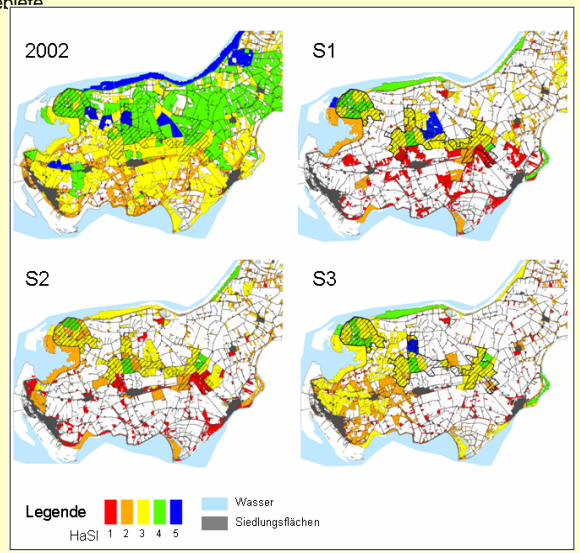 2002
S1
S2
S3
Legende
HaSI
1 2 3 4 5
Wasser
Siedlungsflächen